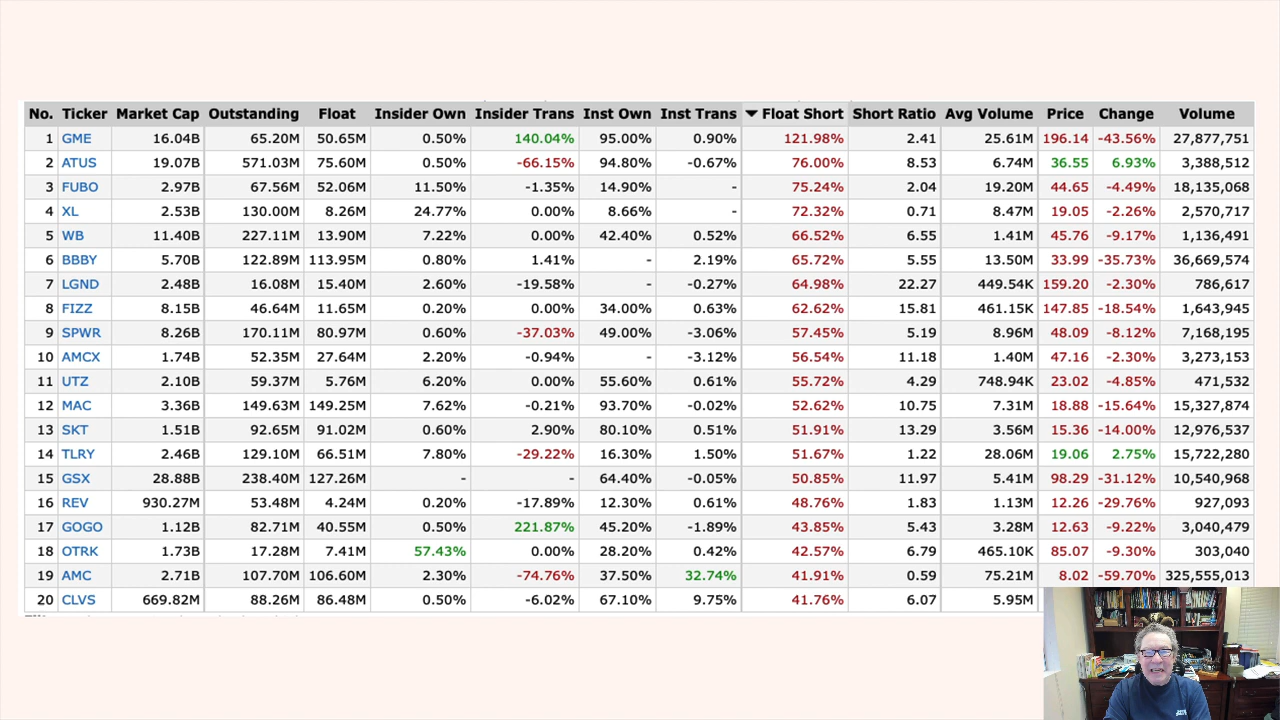 No. Ticker Market Cap Outstanding Float Insider Own Insider Trans Inst Own Inst Trans ▼ Float Short Short Ratio Avg Volume Price Change Volume
1 GME 16.04B 65.20M 50.65M 0.50% 140.04% 95.00% 0.90% 121.98% 2.41 25.61M 196.14 -43.56% 27,877,751
2 ATUS 19.07B 571.03M 75.60M 0.50% -66.15% 94.80% -0.67% 76.00% 8.53 6.74M 36.55 6.93% 3,388,512
3 FUBO 2.97B 67.56M 52.06M 11.50% -1.35% 14.90% - 75.24% 2.04 19.20M 44.65 -4.49% 18,135,068
4 XL 2.53B 130.00M 8.26M 24.77% 0.00% 8.66% - 72.32% 0.71 8.47M 19.05 -2.26% 2,570,717
5 WB 11.40B 227.11M 13.90M 7.22% 0.00% 42.40% 0.52% 66.52% 6.55 1.41M 45.76 -9.17% 1,136,491
6 BBBY 5.70B 122.89M 113.95M 0.80% 1.41% - 2.19% 65.72% 5.55 13.50M 33.99 -35.73% 36,669,574
7 LGND 2.48B 16.08M 15.40M 2.60% -19.58% - -0.27% 64.98% 22.27 449.54K 159.20 -2.30% 786,617
8 FIZZ 8.15B 46.64M 11.65M 0.20% 0.00% 34.00% 0.63% 62.62% 15.81 461.15K 147.85 -18.54% 1,643,945
9 SPWR 8.26B 170.11M 80.97M 0.60% -37.03% 49.00% -3.06% 57.45% 5.19 8.96M 48.09 -8.12% 7,168,195
10 AMCX 1.74B 52.35M 27.64M 2.20% -0.94% - -3.12% 56.54% 11.18 1.40M 47.16 -2.30% 3,273,153
11 UTZ 2.10B 59.37M 5.76M 6.20% 0.00% 55.60% 0.61% 55.72% 4.29 748.94K 23.02 -4.85% 471,532
12 MAC 3.36B 149.63M 149.25M 7.62% -0.21% 93.70% -0.02% 52.62% 10.75 7.31M 18.88 -15.64% 15,327,874
13 SKT 1.51B 92.65M 91.02M 0.60% 2.90% 80.10% 0.51% 51.91% 13.29 3.56M 15.36 -14.00% 12,976,537
14 TLRY 2.46B 129.10M 66.51M 7.80% -29.22% 16.30% 1.50% 51.67% 1.22 28.06M 19.06 2.75% 15,722,280
15 GSX 28.88B 238.40M 127.26M - - 64.40% -0.05% 50.85% 11.97 5.41M 98.29 -31.12% 10,540,968
16 REV 930.27M 53.48M 4.24M 0.20% -17.89% 12.30% 0.61% 48.76% 1.83 1.13M 12.26 -29.76% 927,093
17 GOGO 1.12B 82.71M 40.55M 0.50% 221.87% 45.20% -1.89% 43.85% 5.43 3.28M 12.63 -9.22% 3,040,479
18 OTRK 1.73B 17.28M 7.41M 57.43% 0.00% 28.20% 0.42% 42.57% 6.79 465.10K 85.07 -9.30% 303,040
19 AMC 2.71B 107.70M 106.60M 2.30% -74.76% 37.50% 32.74% 41.91% 0.59 75.21M 8.02 -59.70% 325,555,013
20 CLVS 669.82M 88.26M 86.48M 0.50% -6.02% 67.10% 9.75% 41.76% 6.07 5.95M